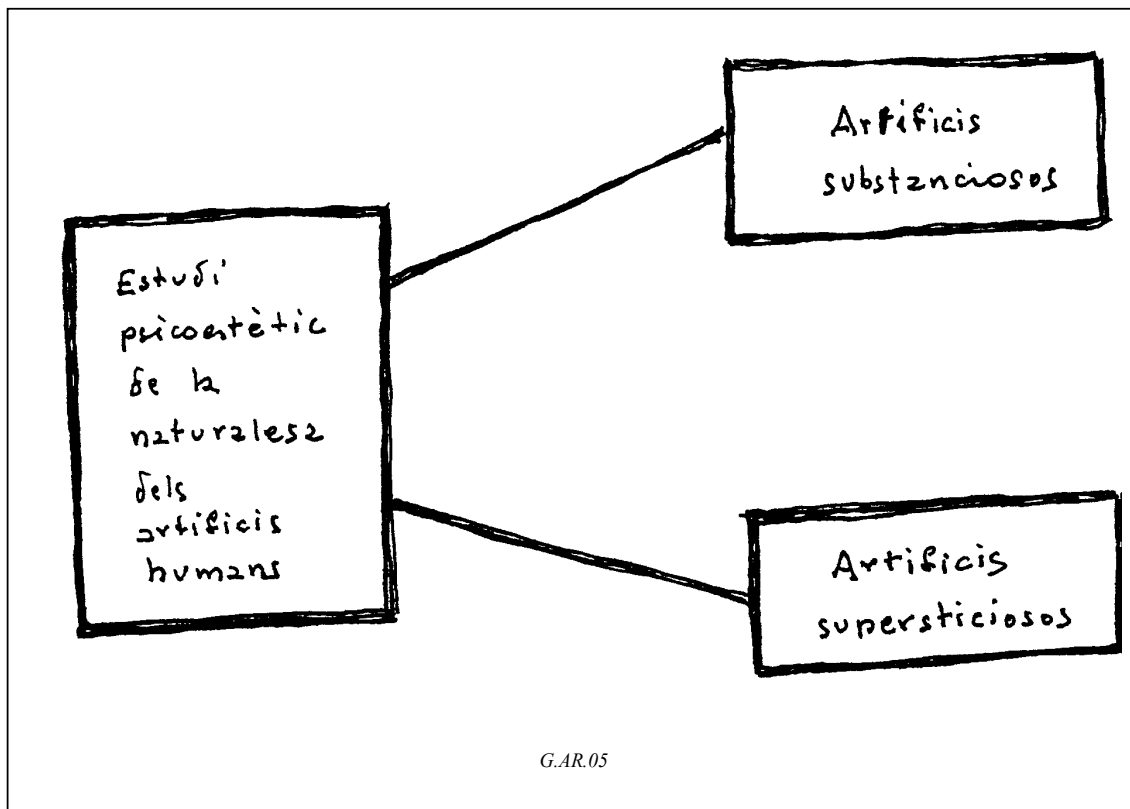 Estudi
psicoestètic
de la
naturalesa
dels
artificis
humans
Artificis
substanciosos
Artificis
supersticiosos
G.AR.05